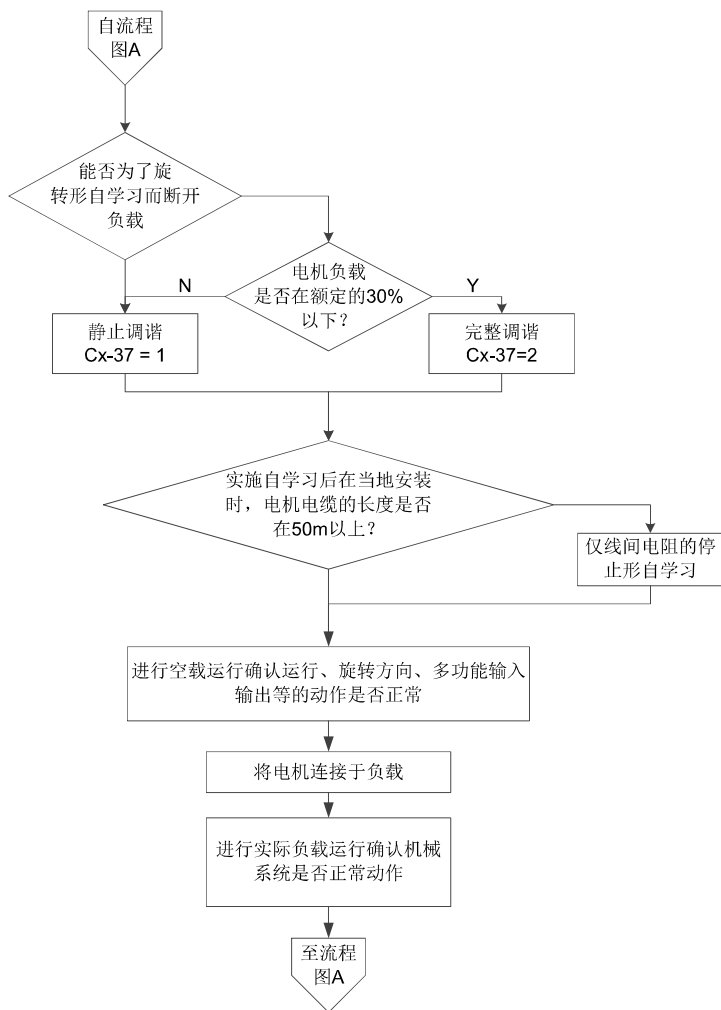 自流程
图A
能否为了旋
转形自学习而断开
负载
电机负载
是否在额定的30%
以下？
N
Y
静止调谐
Cx-37 = 1
完整调谐
Cx-37=2
实施自学习后在当地安装
时，电机电缆的长度是否
在50m以上？
仅线间电阻的停
止形自学习
进行空载运行确认运行、旋转方向、多功能输入
输出等的动作是否正常
将电机连接于负载
进行实际负载运行确认机械
系统是否正常动作
至流程
图A